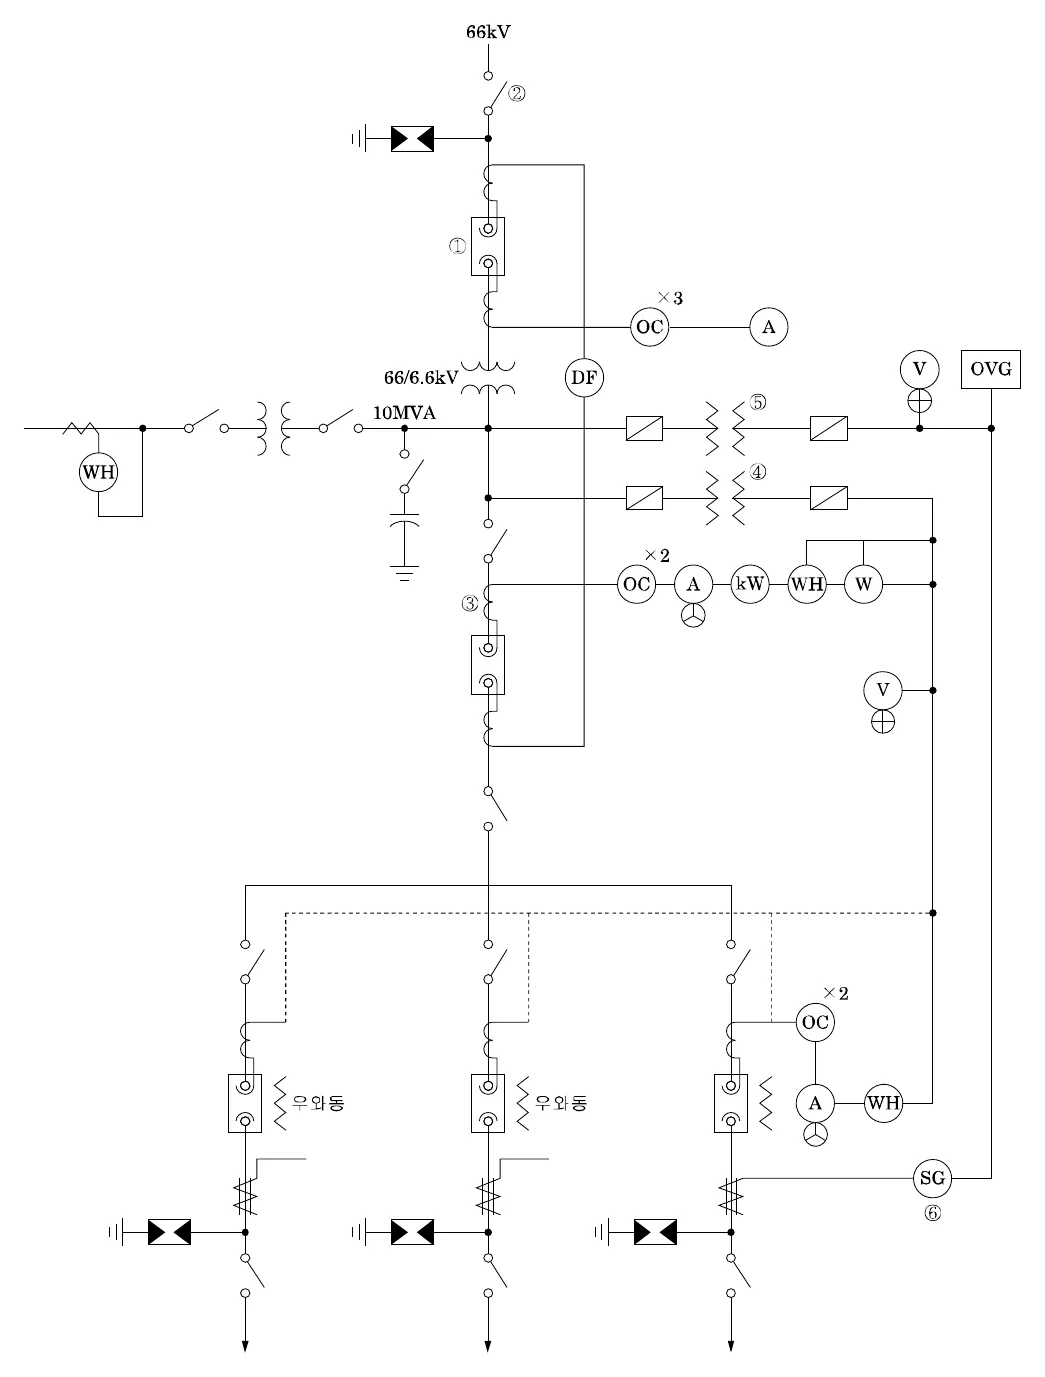 66kV
②
①
×3
OC
A
66/6.6kV
DF
V
OVG
10MVA
⑤
WH
④
×2
③
OC
A
kW
WH
W
V
×2
OC
우와동
우와동
A
WH
SG
⑥